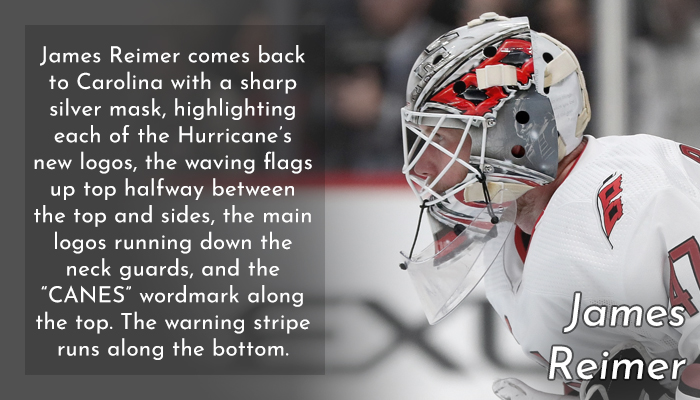 James Reimer comes back
to Carolina with a sharp
silver mask, highlighting
each of the Hurricane's
new logos, the waving flags
up top halfway between
the top and sides, the main
logos running down the
neck guards, and the
"CANES" wordmark along
the top. The warning stripe
runs along the bottom.
47
James
Reimer